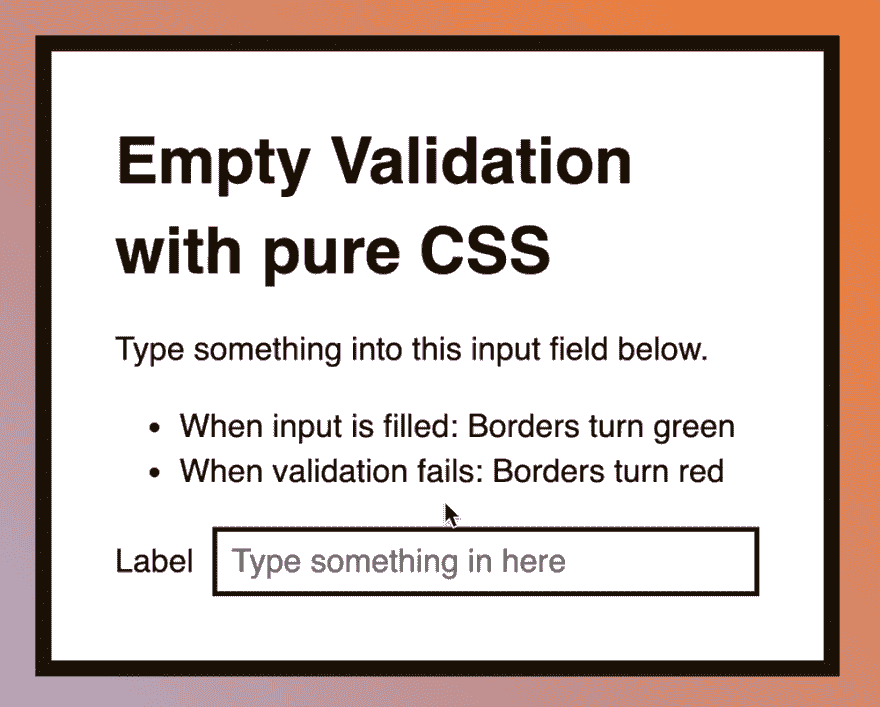 Empty Validation
with pure CSS
Type something into this input field below.
• When input is filled: Borders turn green
• When validation fails: Borders turn red
Label Type something in here